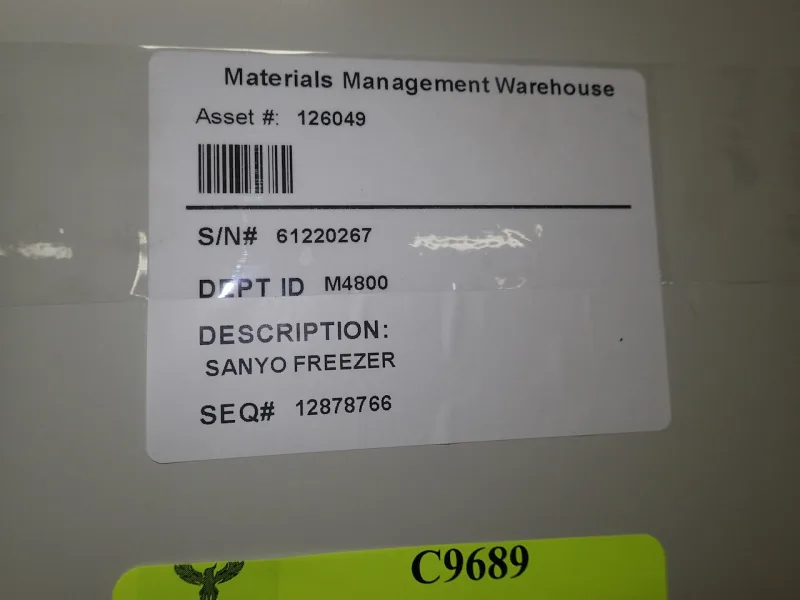 Materials Management Warehouse
Asset #: 126049
S/N# 61220267
DEPT ID M4800
DESCRIPTION:
SANYO FREEZER
SEQ# 12878766
C9689